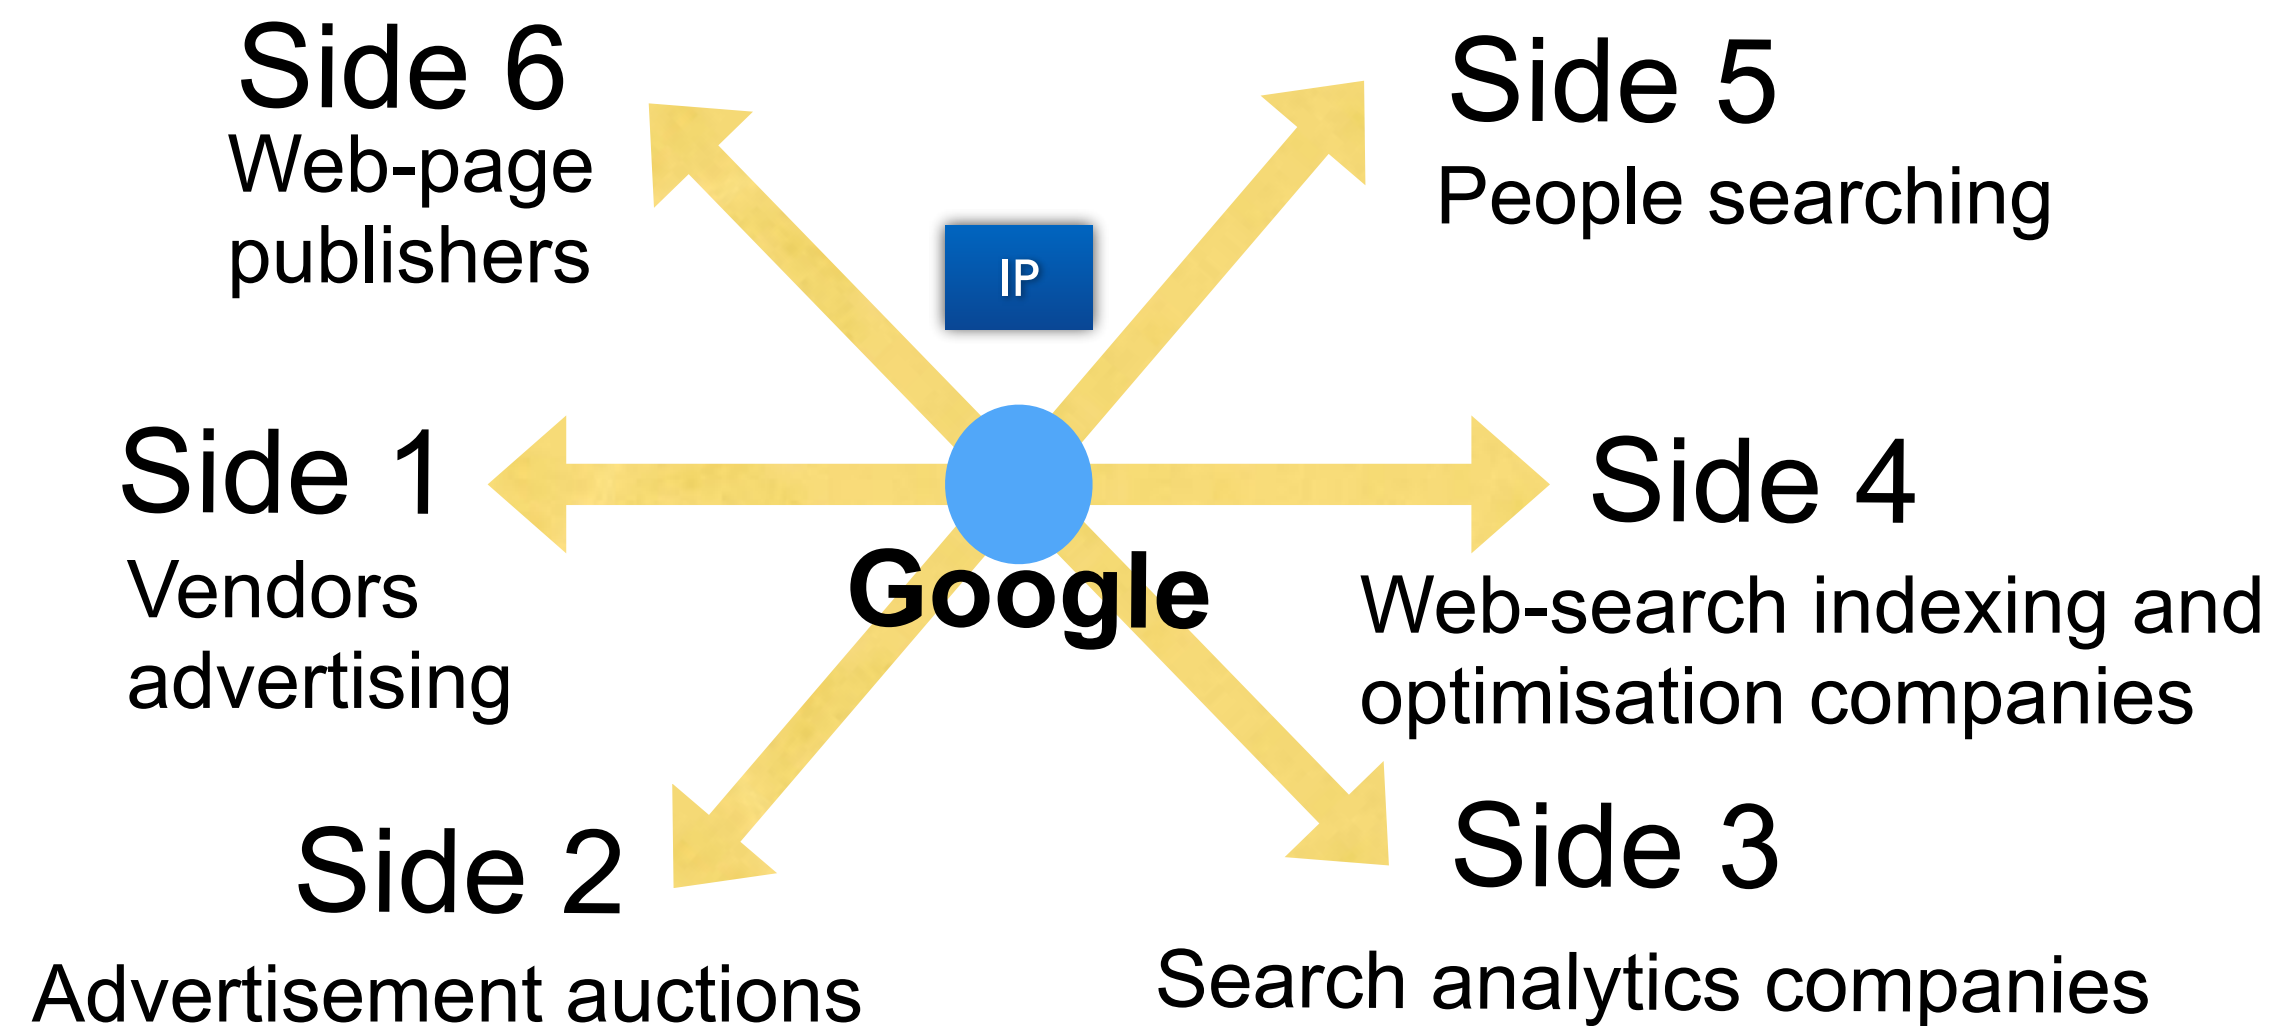 Side 6
Web-page
publishers
Side 5
People searching
IP
Side 1
Vendors
advertising
Google
Side 4
Web-search indexing and
optimisation companies
Side 2
Advertisement auctions
Side 3
Search analytics companies